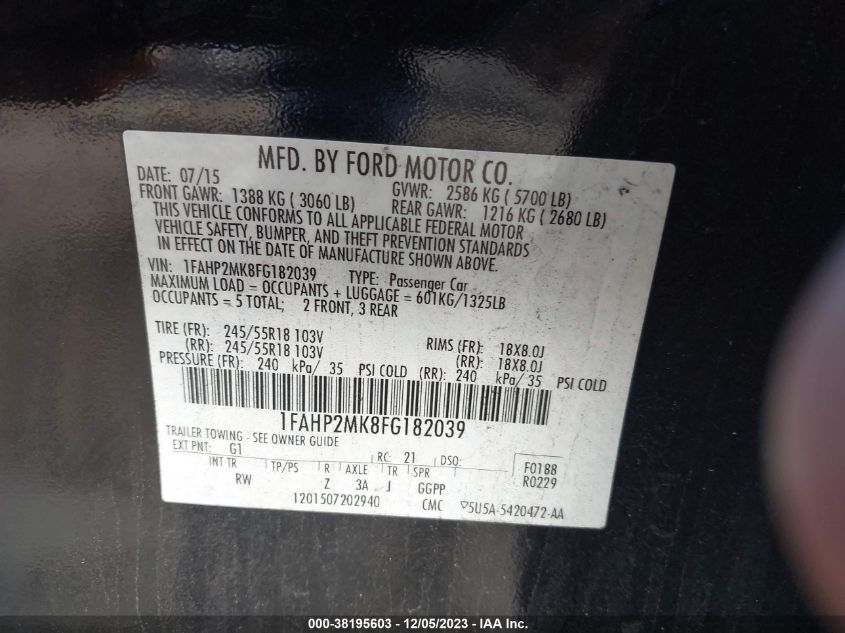 MFD. BY FORD MOTOR CO.
DATE: 07/15 GVWR: 2586 KG ( 5700 LB)
FRONT GAWR: 1388 KG ( 3060 LB) REAR GAWR: 1216 KG ( 2680 LB)
THIS VEHICLE CONFORMS TO ALL APPLICABLE FEDERAL MOTOR
VEHICLE SAFETY, BUMPER, AND THEFT PREVENTION STANDARDS
IN EFFECT ON THE DATE OF MANUFACTURE SHOWN ABOVE.
VIN: 1FAHP2MK8FG182039 TYPE: Passenger Car
MAXIMUM LOAD = OCCUPANTS + LUGGAGE = 601KG/1325LB
OCCUPANTS = 5 TOTAL; 2 FRONT, 3 REAR
TIRE (FR): 245/55R18 103V RIMS (FR): 18X8.0J
(RR): 245/55R18 103V (RR): 18X8.0J
PRESSURE (FR): 240 kPa/ 35 PSI COLD (RR): 240 kPa/ 35 PSI COLD
1FAHP2MK8FG182039
TRAILER TOWING - SEE OWNER GUIDE
EXT PNT: G1 RC: 21 DSO: F0188
R0229
INT TR TP/PS R AXLE TR SPR
RW Z 3A J GGPP
1201507202940 CMC ▽5U5A-5420472-AA
000-38195603 - 12/05/2023 - IAA Inc.